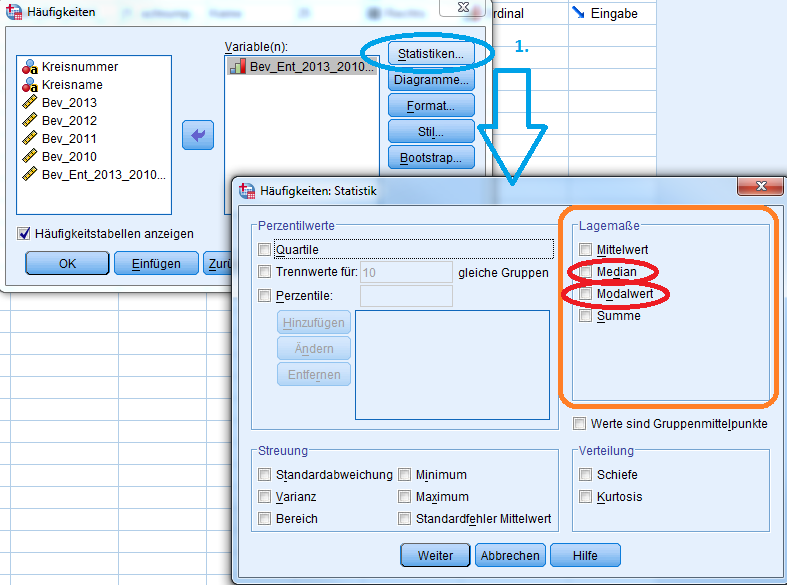 Häufigkeiten
rdinal
Eingabe
Variable(n):
Kreisnummer
Kreisname
Bev_2013
Bev_2012
Bev_2011
Bev_2010
Bev_Ent_2013_2010...
Bev_Ent_2013_2010...
Statistiken...
Diagramme...
Format...
Stil...
Bootstrap...
1.
Häufigkeitstabellen anzeigen
OK
Einfügen
Zurü
Häufigkeiten: Statistik
Perzentilwerte
Quartile
Trennwerte für: 10 gleiche Gruppen
Perzentile:
Hinzufügen
Ändern
Entfernen
Lagemaße
Mittelwert
Median
Modalwert
Summe
Werte sind Gruppenmittelpunkte
Streuung
Standardabweichung Minimum
Varianz Maximum
Bereich Standardfehler Mittelwert
Verteilung
Schiefe
Kurtosis
Weiter
Abbrechen
Hilfe